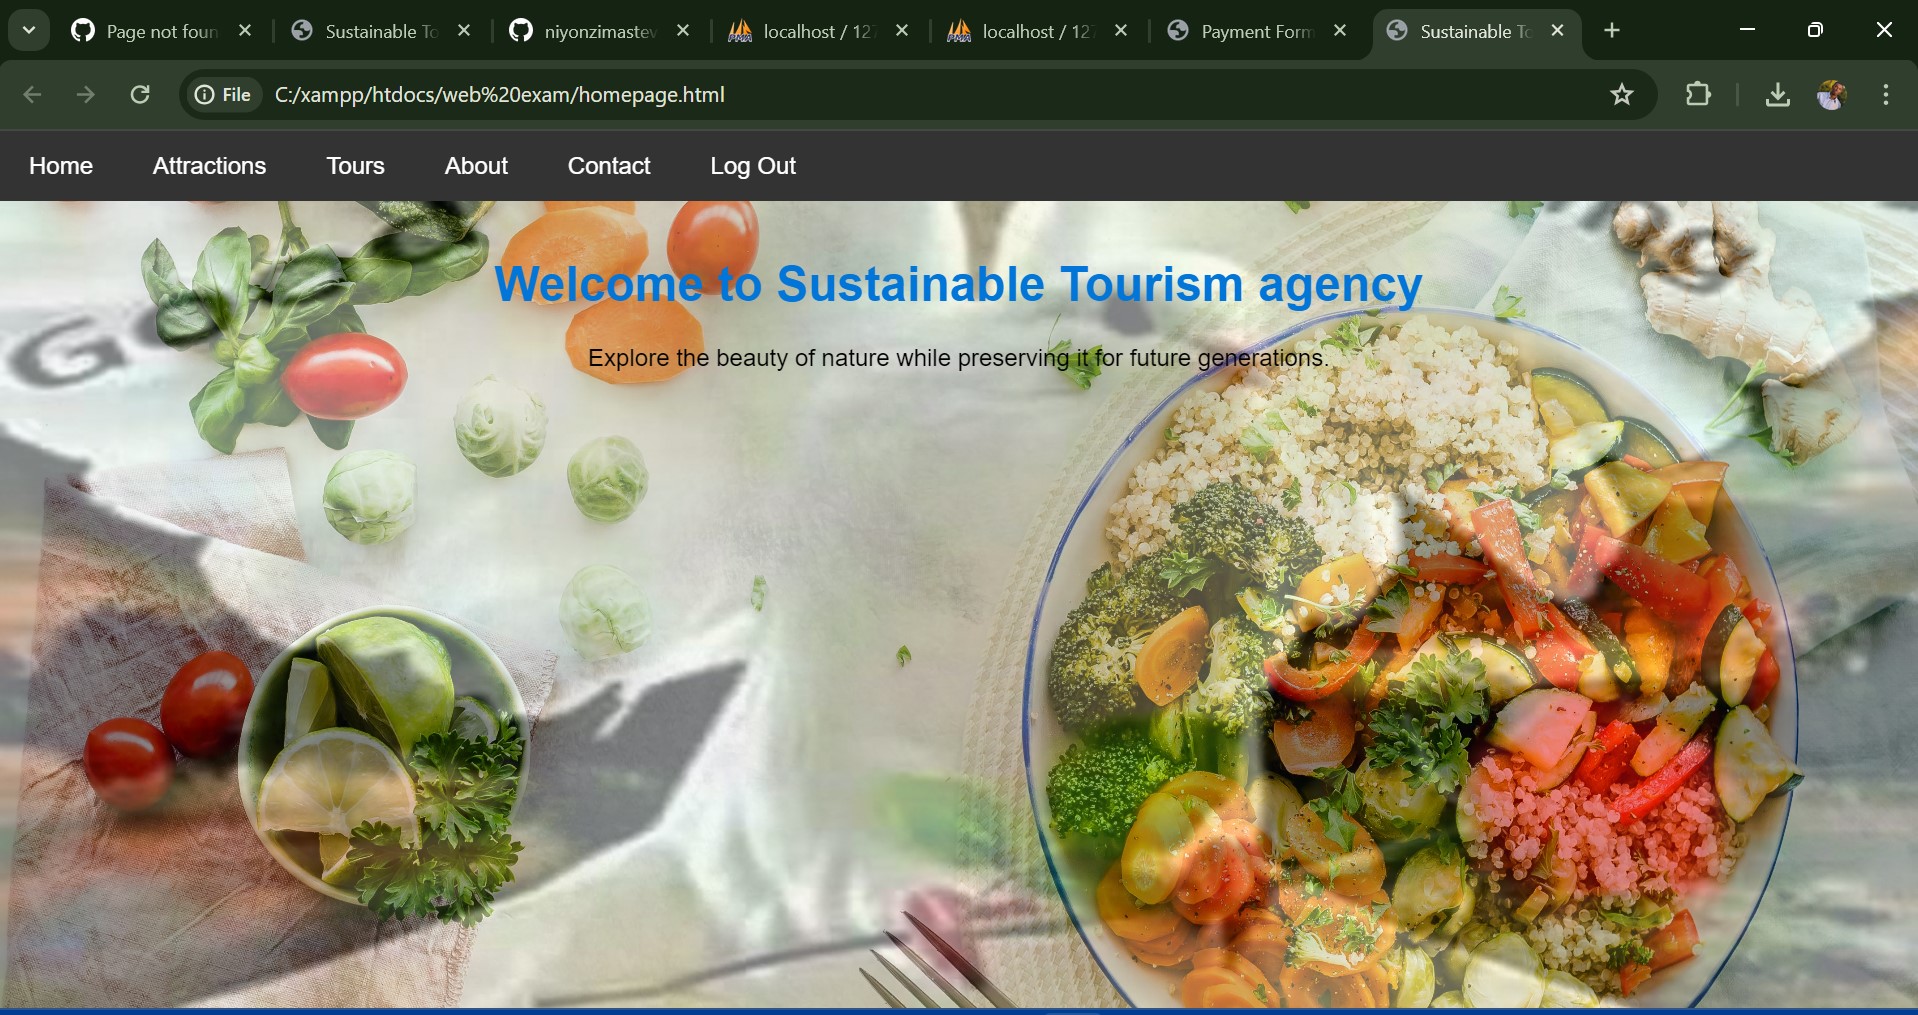 Page not foun
Sustainable To
niyonzimastev
localhost / 127
localhost / 127
Payment Form
Sustainable To
File
C:/xampp/htdocs/web%20exam/homepage.html
Home
Attractions
Tours
About
Contact
Log Out
Welcome to Sustainable Tourism agency
Explore the beauty of nature while preserving it for future generations.
G